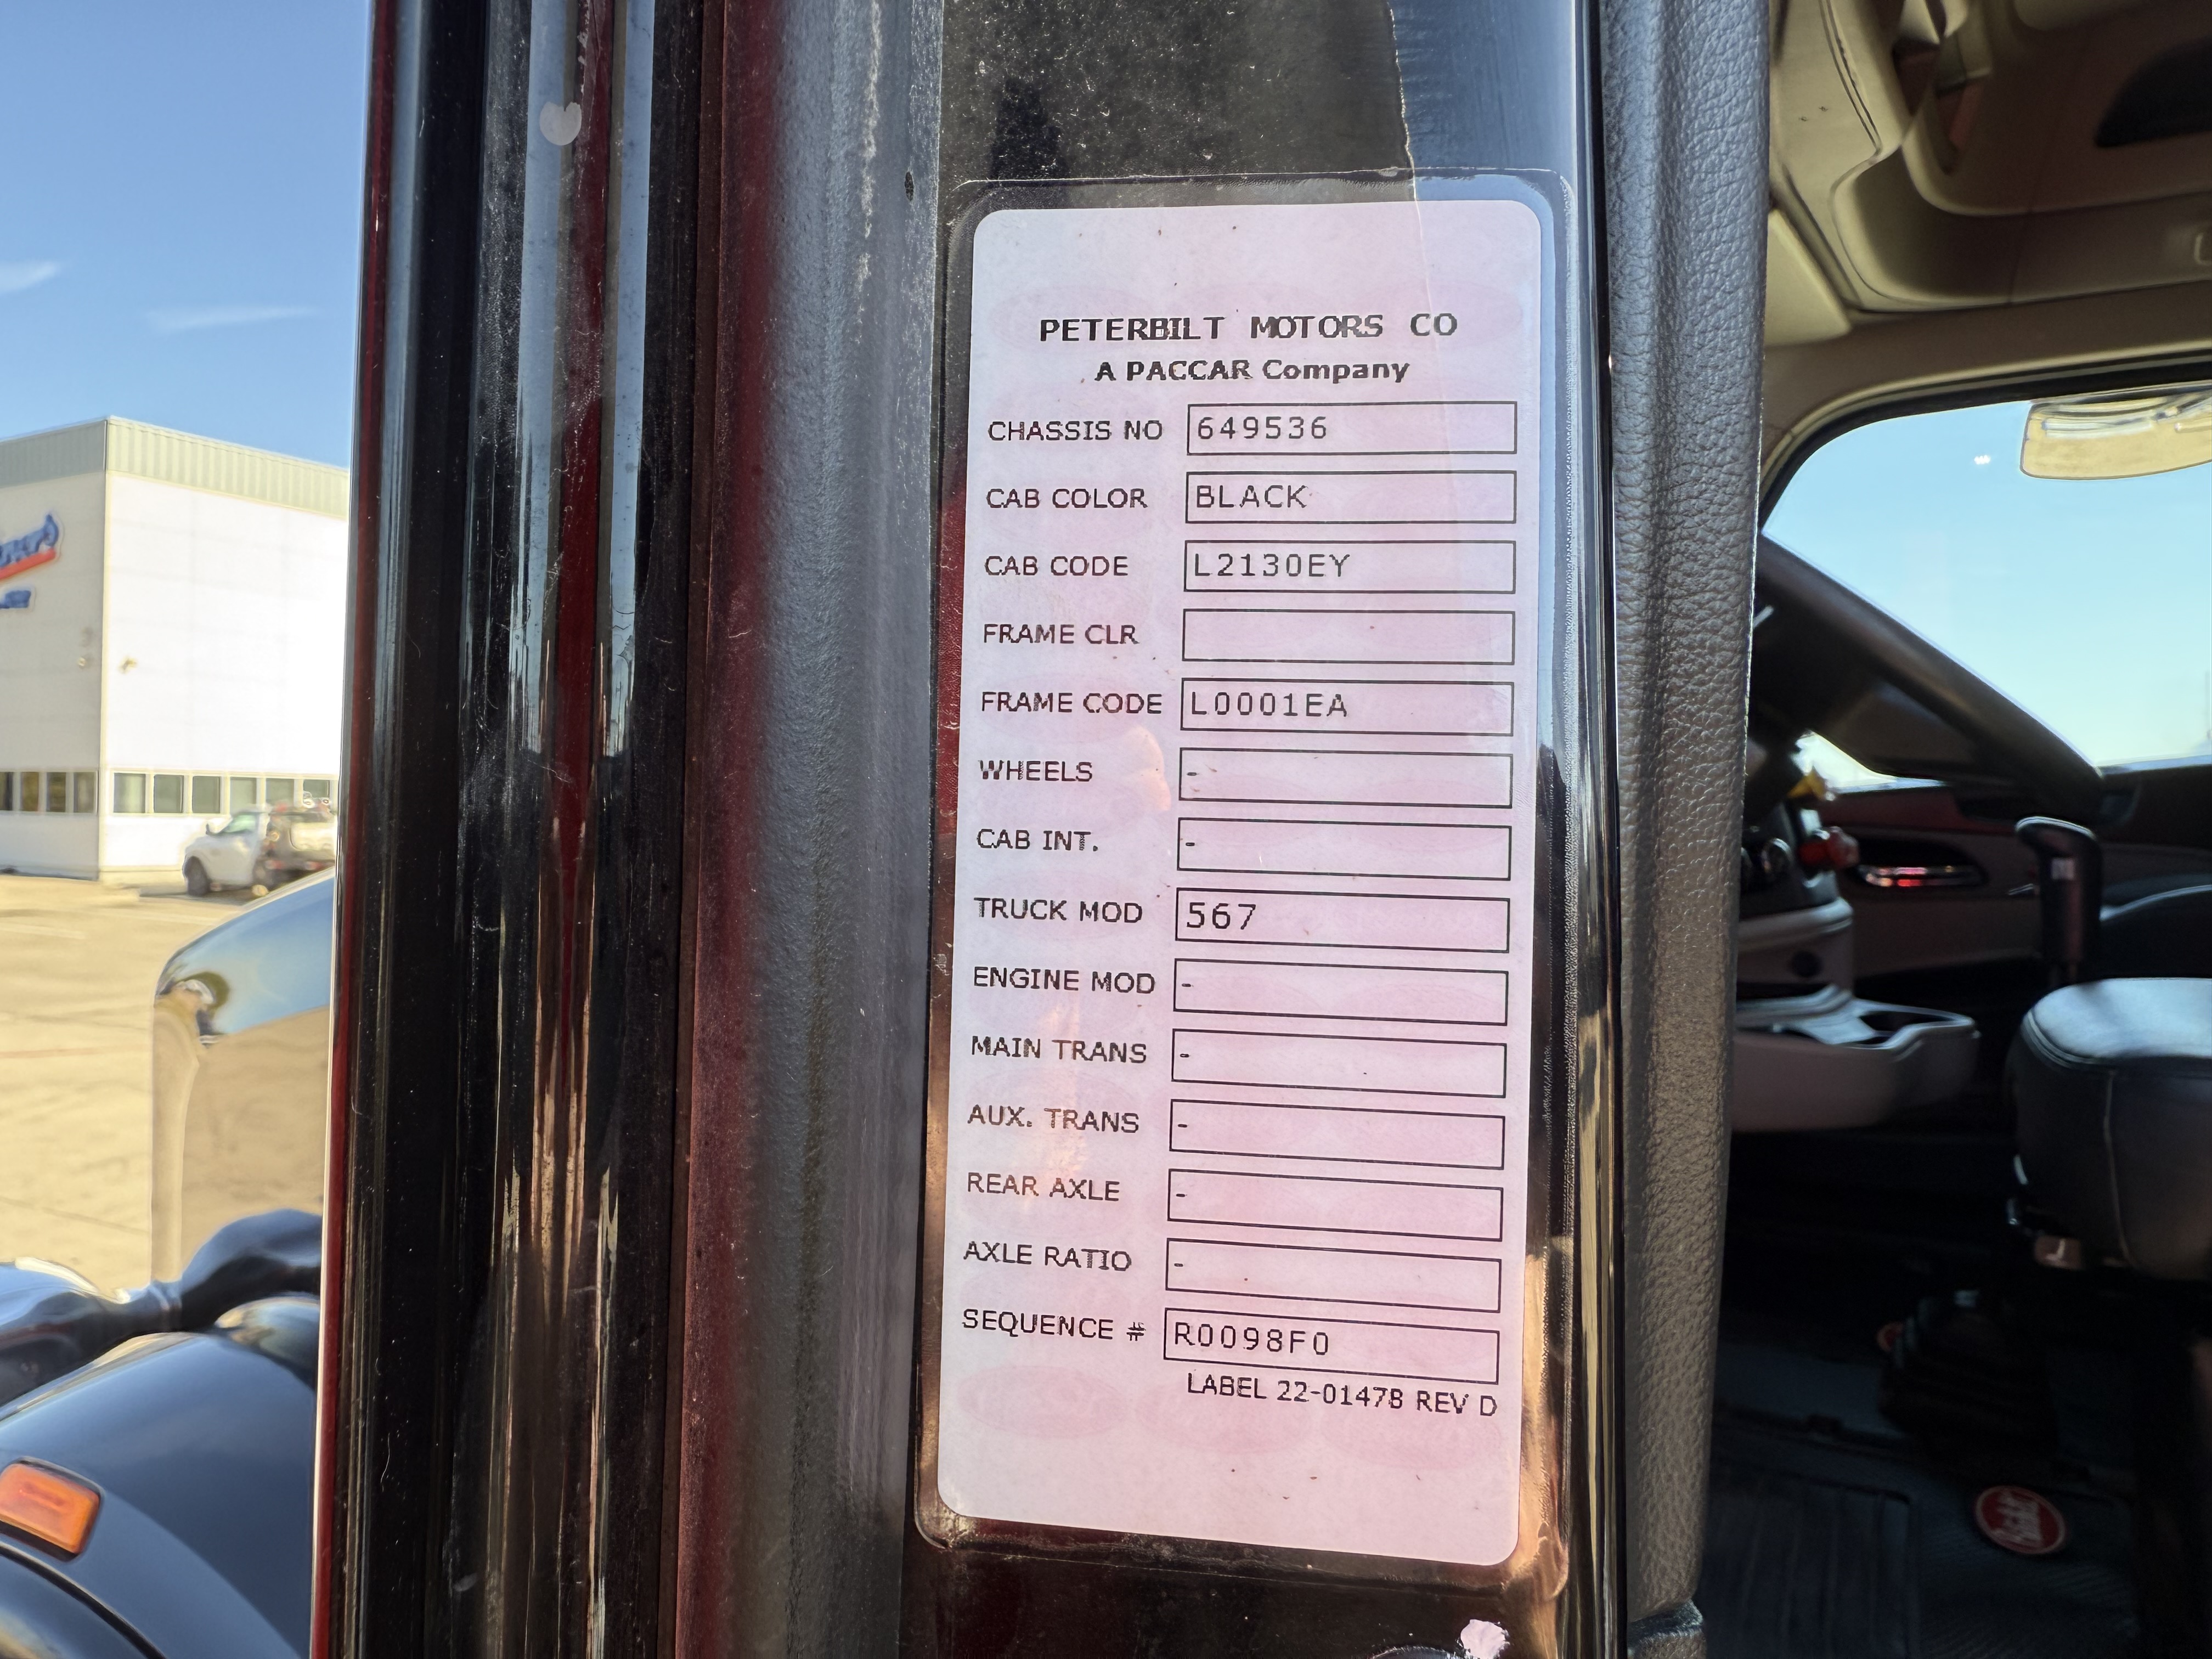 PETERBILT MOTORS CO
A PACCAR Company
CHASSIS NO 649536
CAB COLOR BLACK
CAB CODE L2130EY
FRAME CLR
FRAME CODE L0001EA
WHEELS -
CAB INT. -
TRUCK MOD 567
ENGINE MOD -
MAIN TRANS -
AUX. TRANS -
REAR AXLE -
AXLE RATIO -
SEQUENCE # R0098F0
LABEL 22-01478 REV D